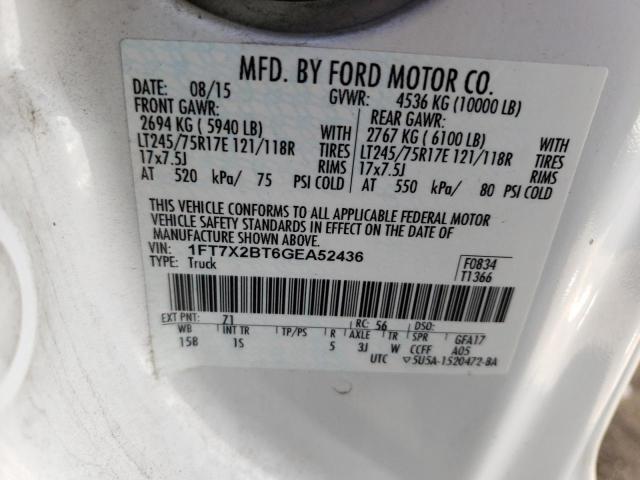 MFD. BY FORD MOTOR CO.
DATE: 08/15 GVWR: 4536 KG (10000 LB)
FRONT GAWR: REAR GAWR:
2694 KG ( 5940 LB) WITH 2767 KG ( 6100 LB) WITH
LT245/75R17E 121/118R TIRES LT245/75R17E 121/118R TIRES
17x7.5J RIMS 17x7.5J RIMS
AT 520 kPa/ 75 PSI COLD AT 550 kPa/ 80 PSI COLD
THIS VEHICLE CONFORMS TO ALL APPLICABLE FEDERAL MOTOR
VEHICLE SAFETY STANDARDS IN EFFECT ON THE DATE OF
MANUFACTURE SHOWN ABOVE.
VIN: 1FT7X2BT6GEA52436 F0834
TYPE: Truck T1366
EXT PNT: Z1 RC: 56 DSO:
WB INT TR TP/PS R AXLE TR SPR GFA17
158 1S 5 3J W CCFF A05
UTC ▽5U5A-1520472-BA